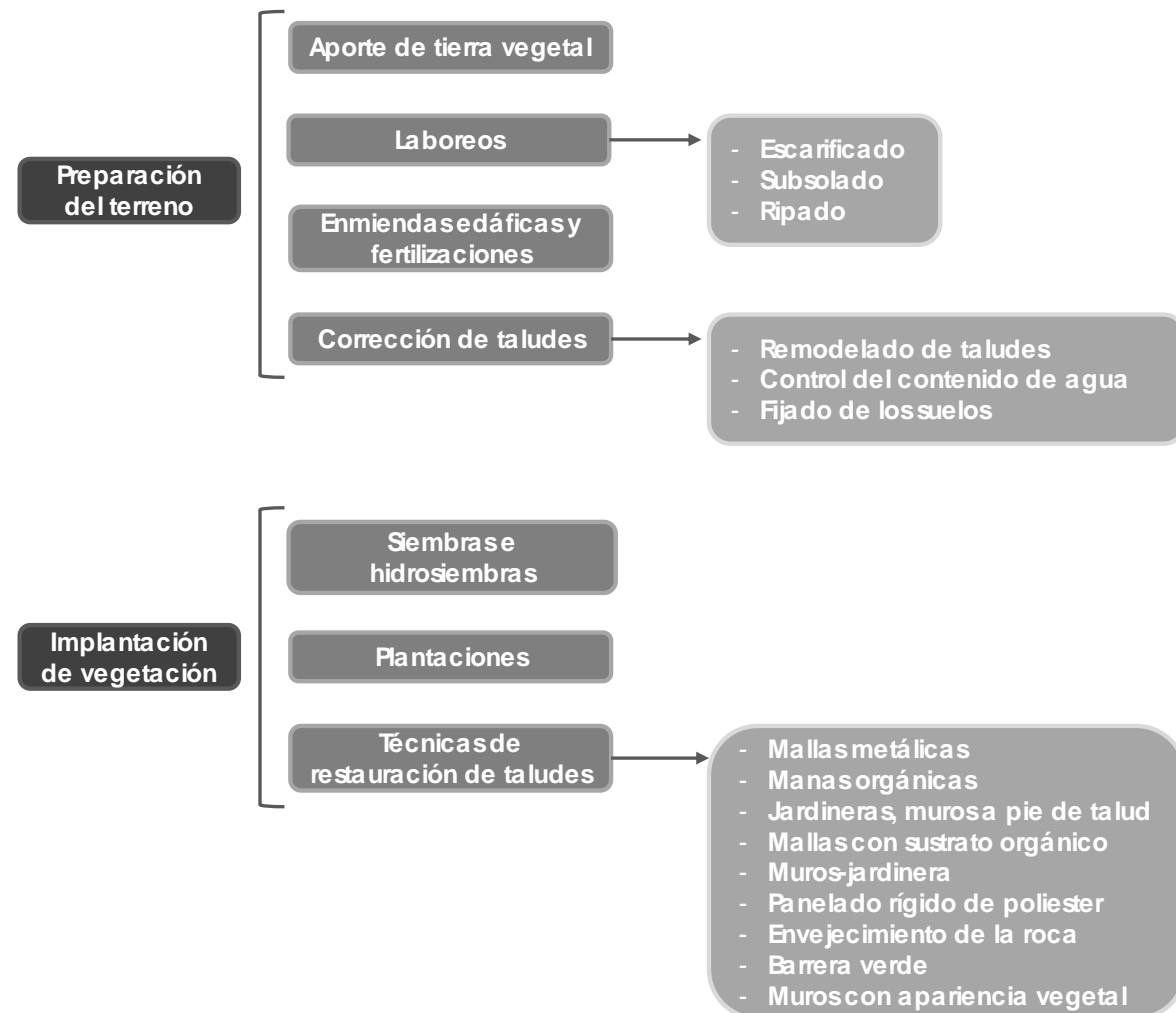 Preparación
del terreno
Aporte de tierra vegetal
Laboreos
- Escarificado
- Subsolado
- Ripado
Enmiendas edáficas y
fertilizaciones
Corrección de taludes
- Remodelado de taludes
- Control del contenido de agua
- Fijado de los suelos
Implantación
de vegetación
Siembras e
hidrosiembras
Plantaciones
Técnicas de
restauración de taludes
- Mallas metálicas
- Manas orgánicas
- Jardineras, muros a pie de talud
- Mallas con sustrato orgánico
- Muros-jardinera
- Panelado rígido de poliester
- Envejecimiento de la roca
- Barrera verde
- Muros con apariencia vegetal